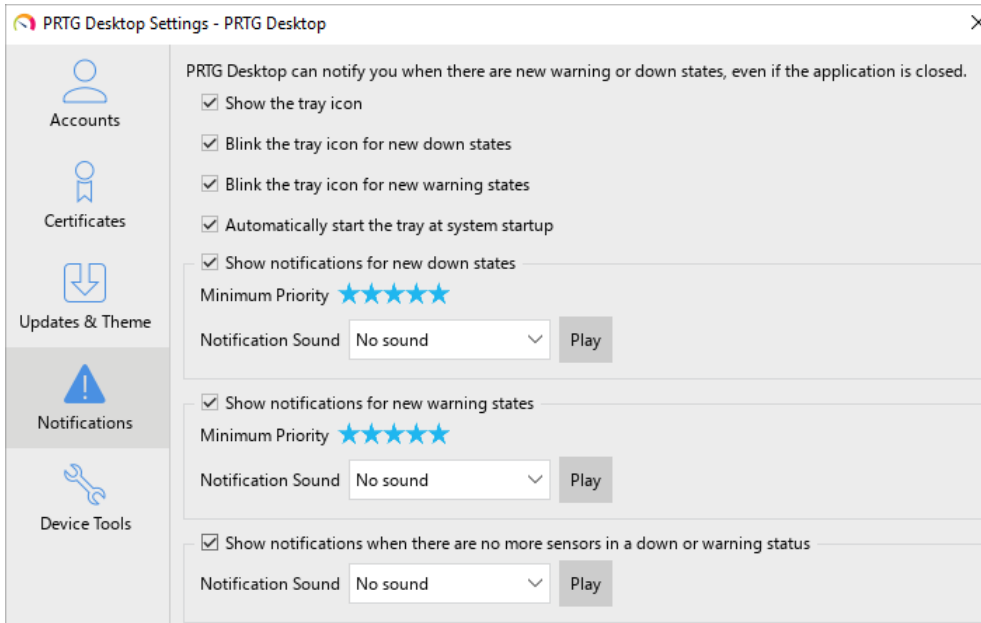 PRTG Desktop Settings - PRTG Desktop
Accounts
Certificates
Updates & Theme
Notifications
Device Tools
PRTG Desktop can notify you when there are new warning or down states, even if the application is closed.
Show the tray icon
Blink the tray icon for new down states
Blink the tray icon for new warning states
Automatically start the tray at system startup
Show notifications for new down states
Minimum Priority
Notification Sound No sound Play
Show notifications for new warning states
Minimum Priority
Notification Sound No sound Play
Show notifications when there are no more sensors in a down or warning status
Notification Sound No sound Play